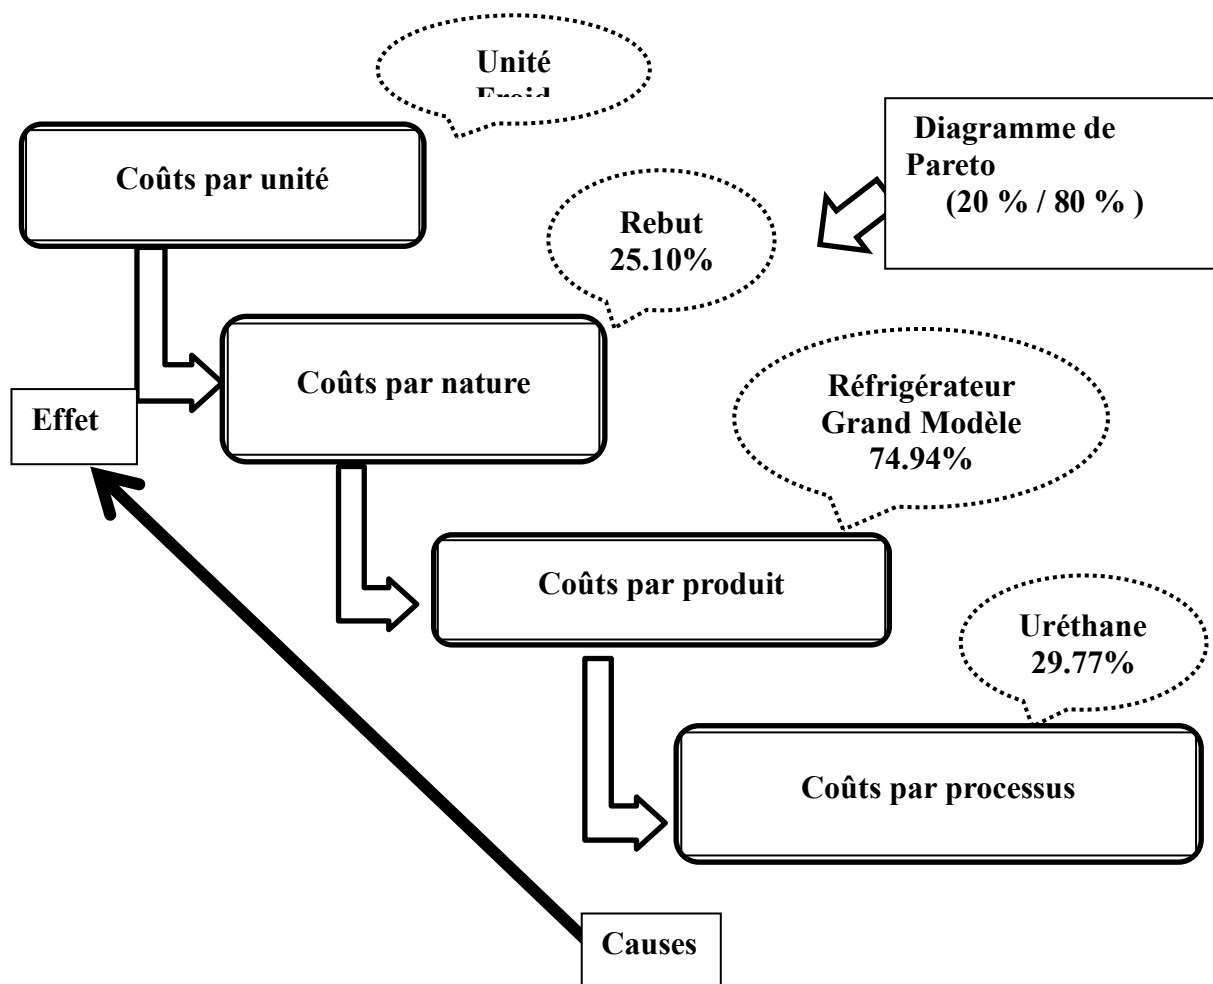 Unité
Diagramme de
Pareto
(20 % / 80 % )
Coûts par unité
Rebut
25.10%
Coûts par nature
Réfrigérateur
Grand Modèle
74.94%
Effet
Coûts par produit
Uréthane
29.77%
Coûts par processus
Causes